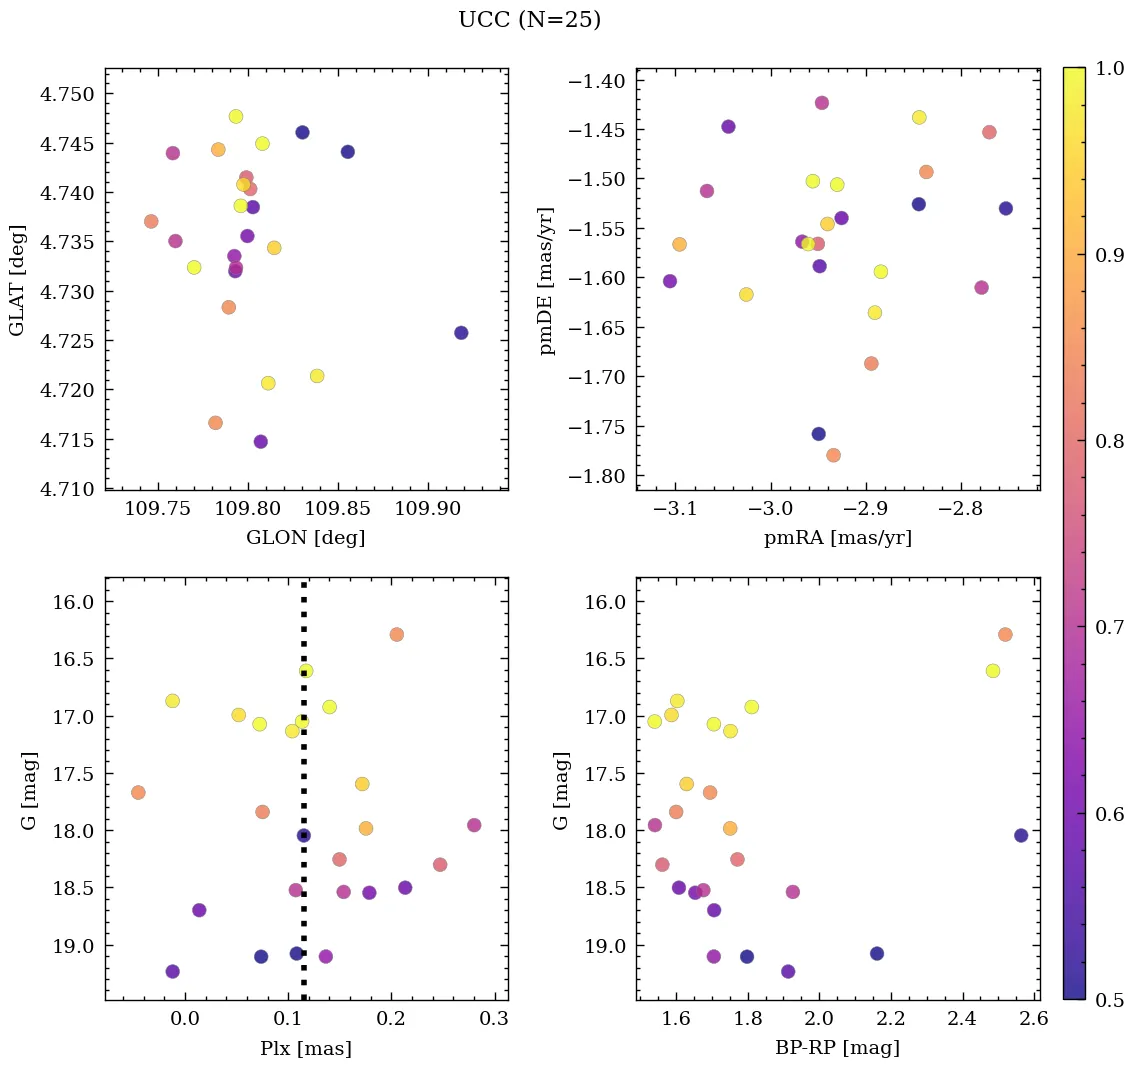 UCC (N=25)
4.750
4.745
4.740
4.735
4.730
4.725
4.720
4.715
4.710
GLAT [deg]
109.75 109.80 109.85 109.90
GLON [deg]
−1.40
−1.45
−1.50
−1.55
−1.60
−1.65
−1.70
−1.75
−1.80
pmDE [mas/yr]
−3.1 −3.0 −2.9 −2.8
pmRA [mas/yr]
16.0
16.5
17.0
17.5
18.0
18.5
19.0
G [mag]
0.0 0.1 0.2 0.3
Plx [mas]
16.0
16.5
17.0
17.5
18.0
18.5
19.0
G [mag]
1.6 1.8 2.0 2.2 2.4 2.6
BP-RP [mag]
1.0
0.9
0.8
0.7
0.6
0.5